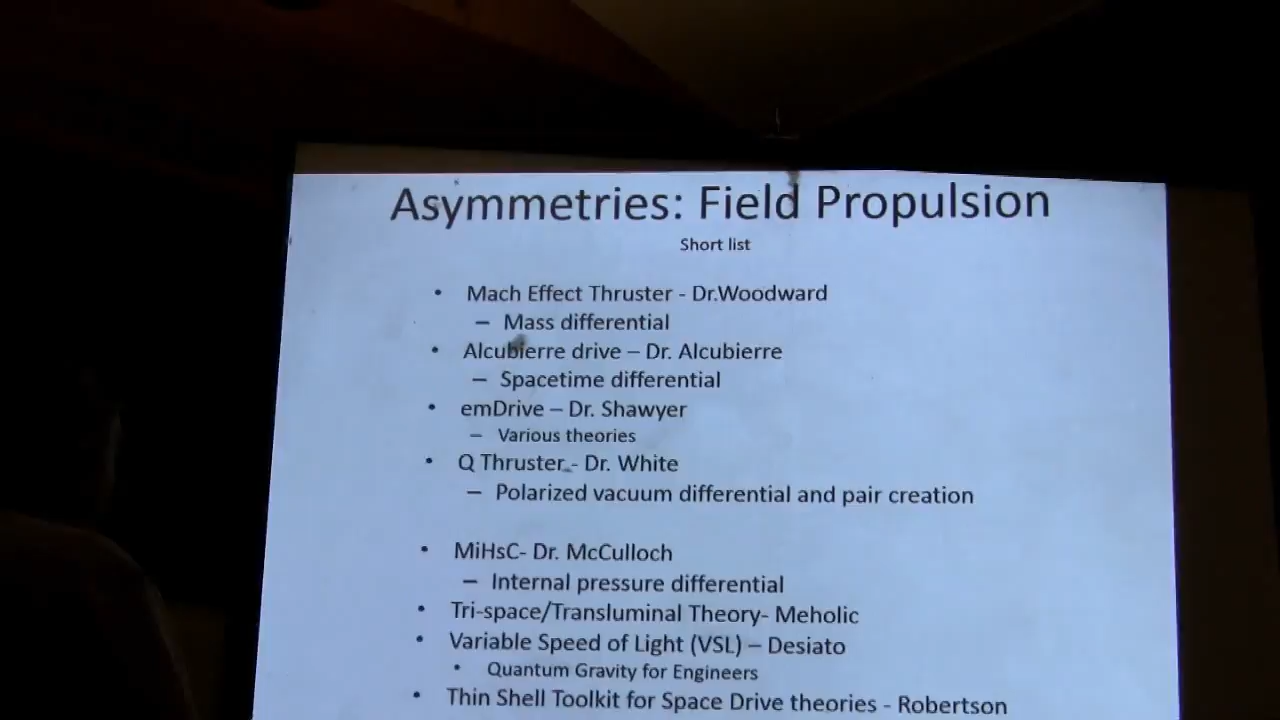 Asymmetries: Field Propulsion
Short list
• Mach Effect Thruster - Dr.Woodward
– Mass differential
• Alcubierre drive – Dr. Alcubierre
– Spacetime differential
• emDrive – Dr. Shawyer
– Various theories
• Q Thruster - Dr. White
– Polarized vacuum differential and pair creation
• MiHsC- Dr. McCulloch
– Internal pressure differential
• Tri-space/Transluminal Theory- Meholic
• Variable Speed of Light (VSL) – Desiato
• Quantum Gravity for Engineers
• Thin Shell Toolkit for Space Drive theories - Robertson